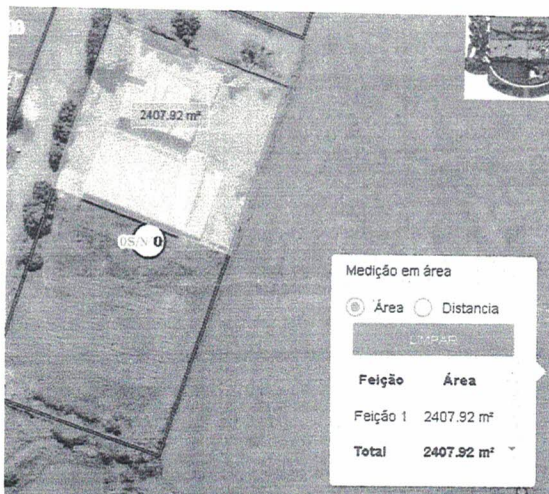 2407.92 m²
0S/N 0
Medição em área
Área Distancia
LIMPAR
Feição Área
Feição 1 2407.92 m²
Total 2407.92 m²